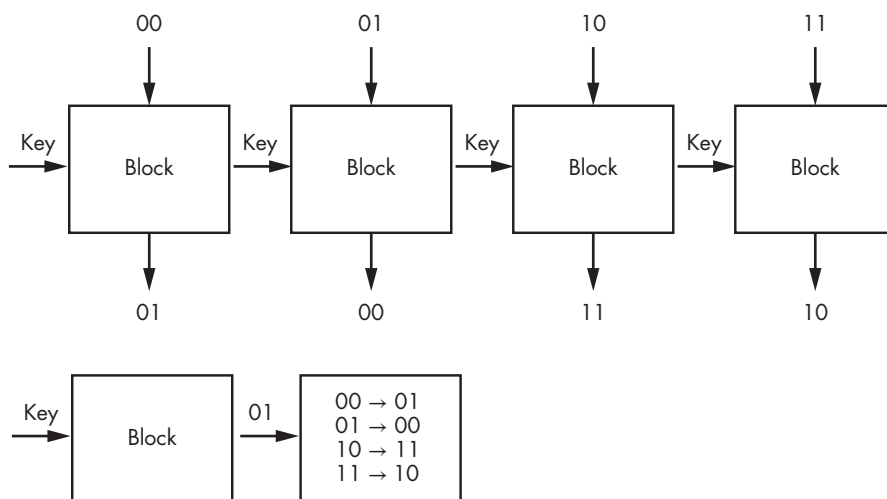 00 01 10 11
Key Block Key Block Key Block Key Block
01 00 11 10
Key Block 01
00 → 01
01 → 00
10 → 11
11 → 10